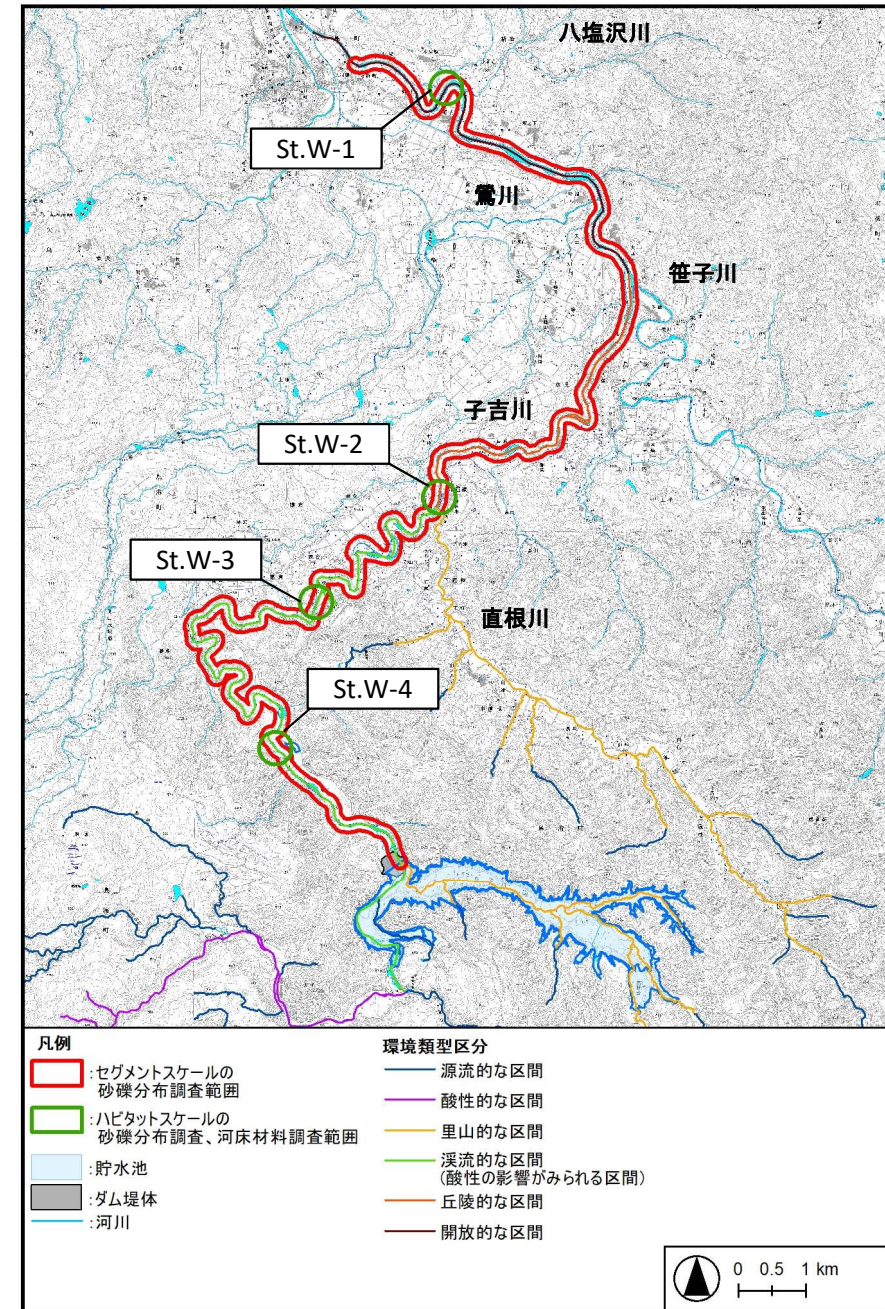 八塩沢川
St.W-1
鶯川
笹子川
子吉川
St.W-2
St.W-3
直根川
St.W-4
凡例
:セグメントスケールの
砂礫分布調査範囲
:ハビタットスケールの
砂礫分布調査、河床材料調査範囲
:貯水池
:ダム堤体
:河川
環境類型区分
源流的な区間
酸性的な区間
里山的な区間
渓流的な区間
(酸性の影響がみられる区間)
丘陵的な区間
開放的な区間
0 0.5 1 km